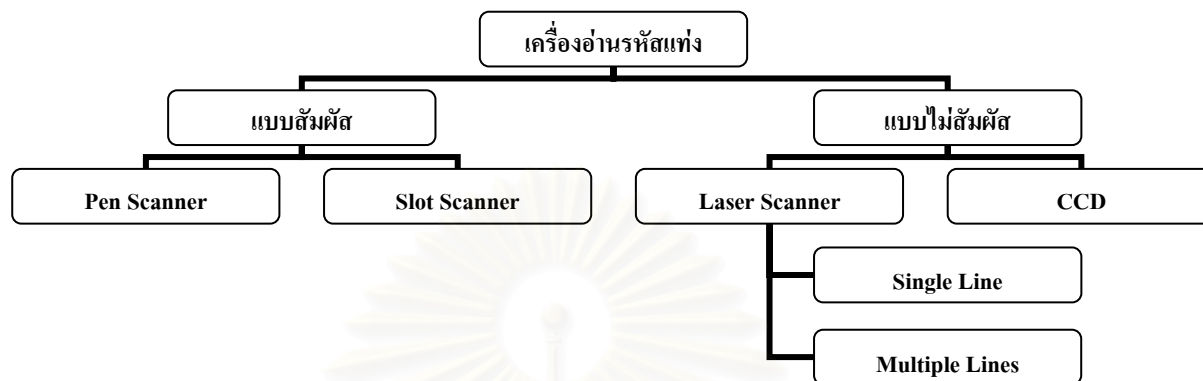 เครื่องอ่านรหัสแท่ง
แบบสัมผัส
แบบไม่สัมผัส
Pen Scanner
Slot Scanner
Laser Scanner
CCD
Single Line
Multiple Lines